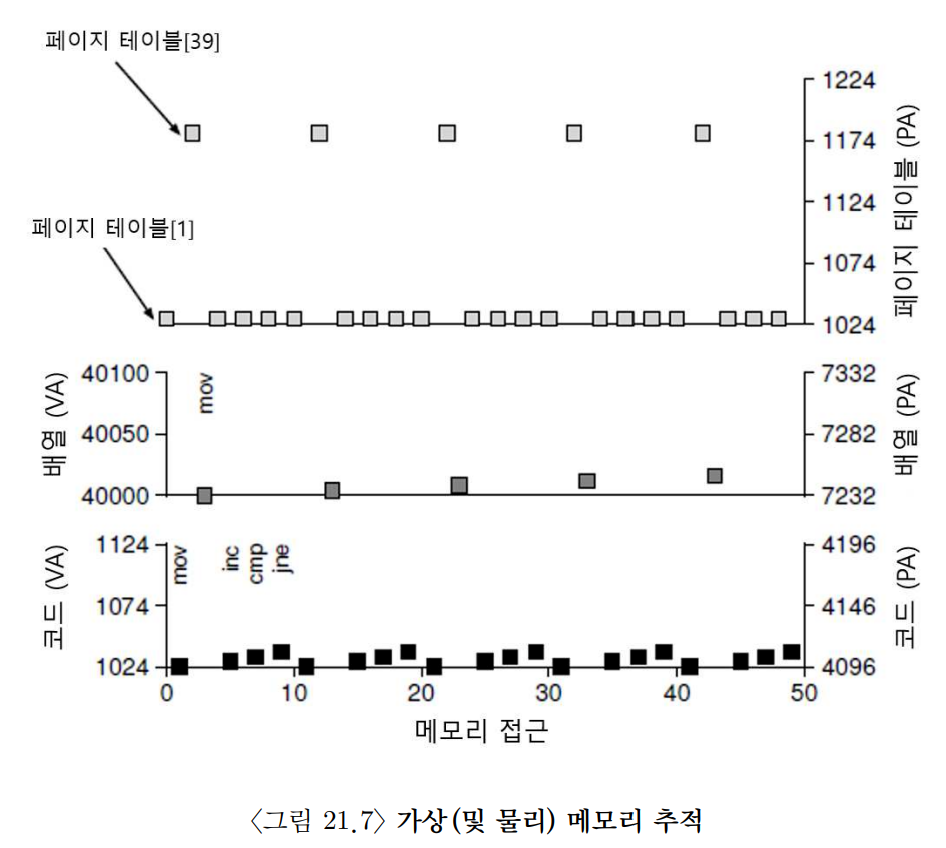 페이지 테이블[39]
1224
1174
1124
1074
1024
페이지 테이블 (PA)
페이지 테이블[1]
배열 (VA)
40100
40050
40000
mov
7332
7282
7232
배열 (PA)
코드 (VA)
1124
1074
1024
mov
inc
cmp
jne
4196
4146
4096
코드 (PA)
0 10 20 30 40 50
메모리 접근
<그림 21.7> 가상(및 물리) 메모리 추적